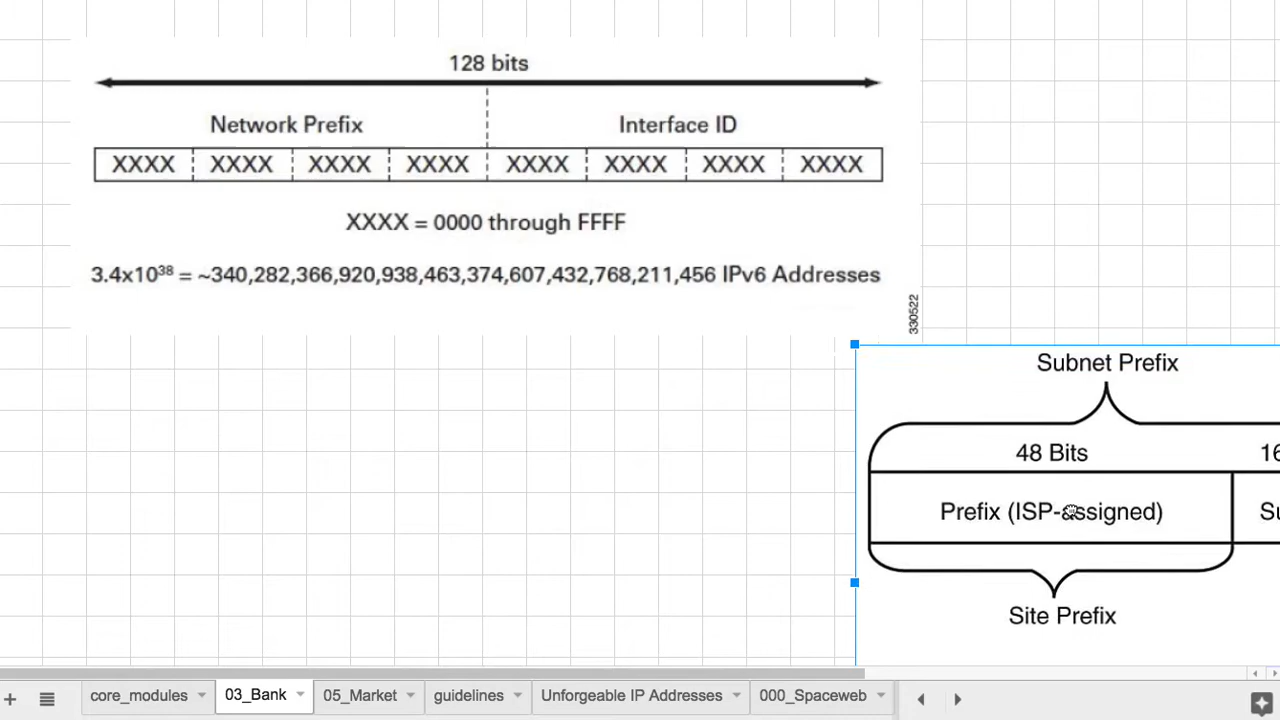 128 bits
Network Prefix
Interface ID
XXXX XXXX XXXX XXXX XXXX XXXX XXXX XXXX
XXXX = 0000 through FFFF
3.4x10³⁸ = ~340,282,366,920,938,463,374,607,432,768,211,456 IPv6 Addresses
330522
Subnet Prefix
48 Bits
16
Prefix (ISP-assigned)
Su
Site Prefix
core_modules
03_Bank
05_Market
guidelines
Unforgeable IP Addresses
000_Spaceweb